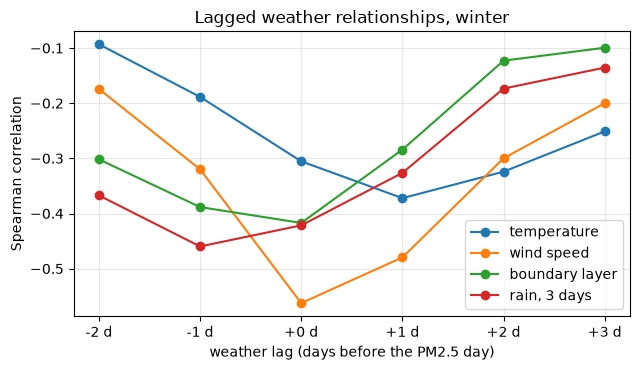 Lagged weather relationships, winter
Spearman correlation
−0.1
−0.2
−0.3
−0.4
−0.5
-2 d
-1 d
+0 d
+1 d
+2 d
+3 d
weather lag (days before the PM2.5 day)
temperature
wind speed
boundary layer
rain, 3 days